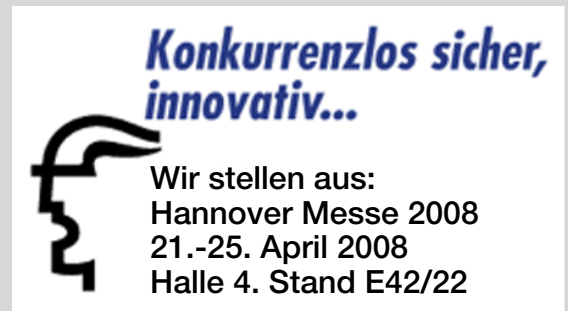 Konkurrenzlos sicher,
innovativ...
Wir stellen aus:
Hannover Messe 2008
21.-25. April 2008
Halle 4. Stand E42/22